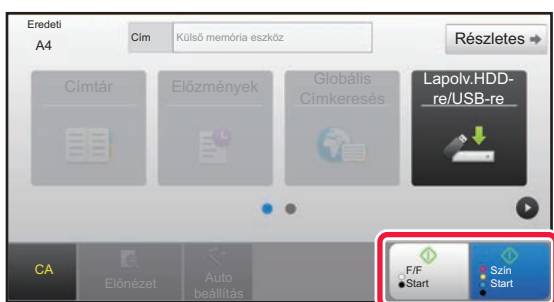 Eredeti
A4
Cím
Külső memória eszköz
Részletes
Címtár
Előzmények
Globális
Címkeresés
Lapolv.HDD-
re/USB-re
CA
Előnézet
Auto
beállítás
F/F
Start
Szín
Start